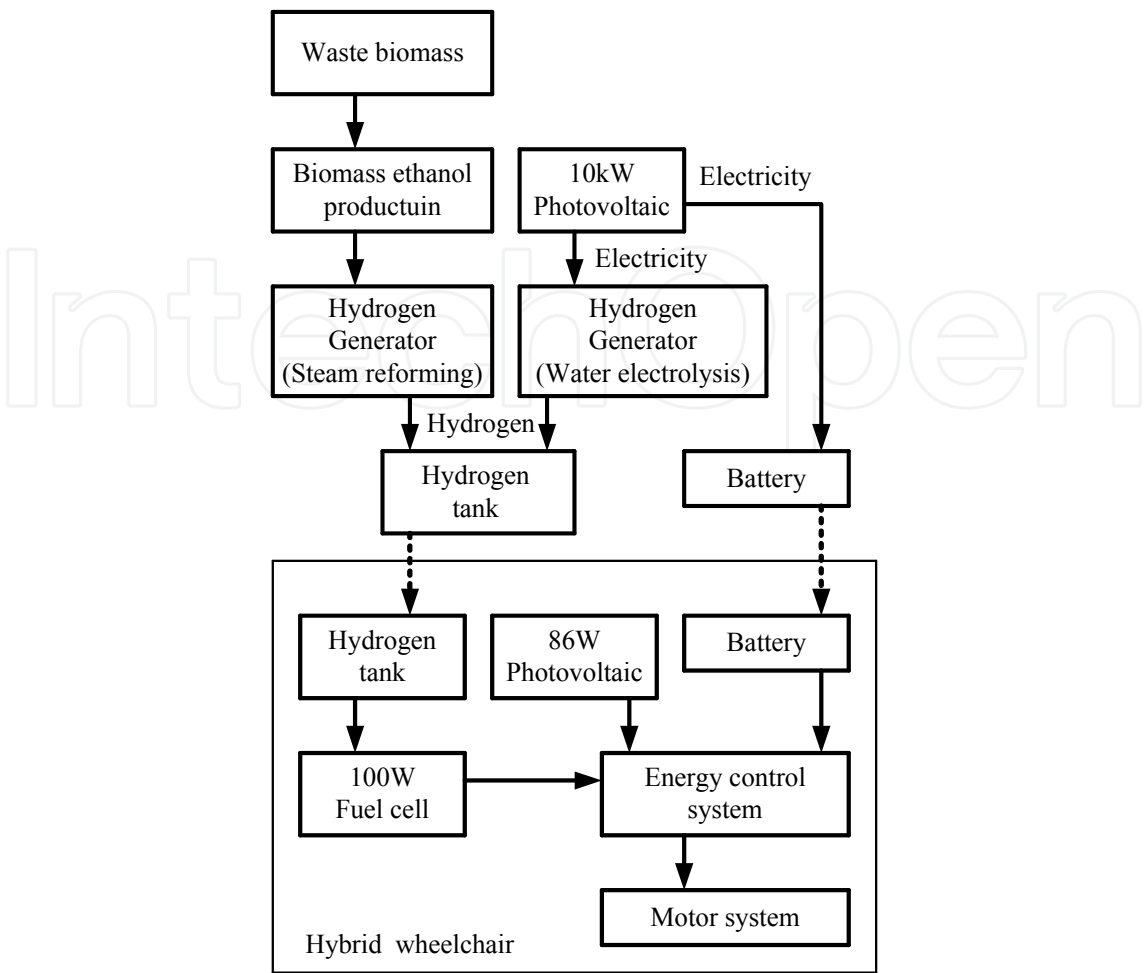 Waste biomass
Biomass ethanol
productuin
10kW
Photovoltaic
Electricity
Electricity
Hydrogen
Generator
(Steam reforming)
Hydrogen
Generator
(Water electrolysis)
Hydrogen
Hydrogen
tank
Battery
Hydrogen
tank
86W
Photovoltaic
Battery
100W
Fuel cell
Energy control
system
Motor system
Hybrid wheelchair
IntechOpen